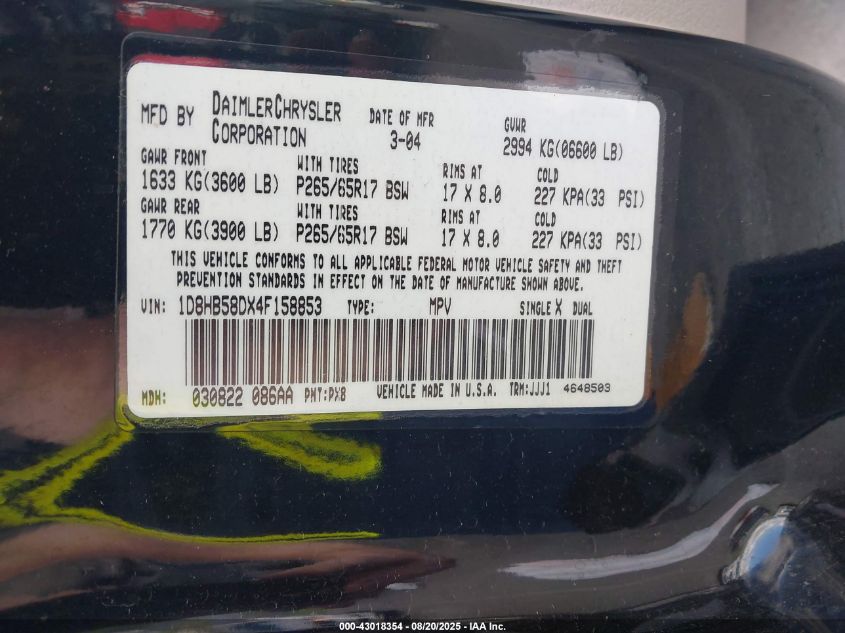 MFD BY DAIMLERCHRYSLER CORPORATION DATE OF MFR 3-04 GVWR 2994 KG(06600 LB)
GAWR FRONT WITH TIRES RIMS AT COLD
1633 KG(3600 LB) P265/65R17 BSW 17 X 8.0 227 KPA(33 PSI)
GAWR REAR WITH TIRES RIMS AT COLD
1770 KG(3900 LB) P265/65R17 BSW 17 X 8.0 227 KPA(33 PSI)
THIS VEHICLE CONFORMS TO ALL APPLICABLE FEDERAL MOTOR VEHICLE SAFETY AND THEFT
PREVENTION STANDARDS IN EFFECT ON THE DATE OF MANUFACTURE SHOWN ABOVE.
VIN: 1D8HB58DX4F158853 TYPE: MPV SINGLE X DUAL
MDH: 030822 086AA PNT:PX8 VEHICLE MADE IN U.S.A. TRM:JJJ1 4648503
000-43018354 - 08/20/2025 - IAA Inc.